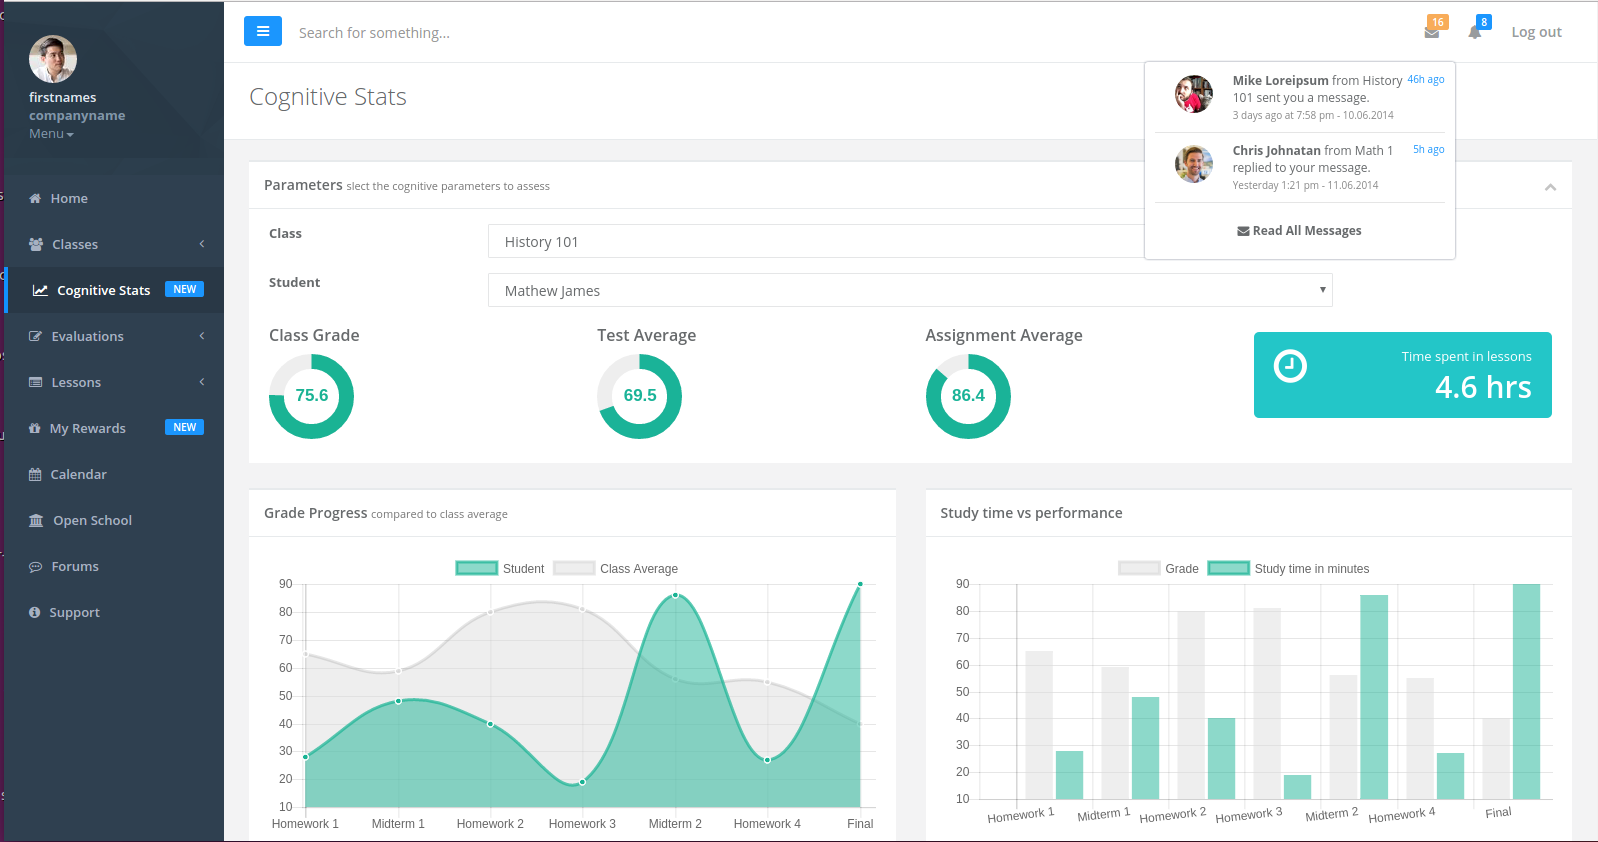 firstnames
companyname
Menu
Home
Classes
Cognitive Stats NEW
Evaluations
Lessons
My Rewards NEW
Calendar
Open School
Forums
Support
Search for something...
16
8
Log out
Cognitive Stats
Mike Loreipsum from History 46h ago
101 sent you a message.
3 days ago at 7:58 pm - 10.06.2014
Chris Johnatan from Math 1 5h ago
replied to your message.
Yesterday 1:21 pm - 11.06.2014
Read All Messages
Parameters slect the cognitive parameters to assess
Class
History 101
Student
Mathew James
Class Grade
75.6
Test Average
69.5
Assignment Average
86.4
Time spent in lessons
4.6 hrs
Grade Progress compared to class average
Student Class Average
90
80
70
60
50
40
30
20
10
Homework 1 Midterm 1 Homework 2 Homework 3 Midterm 2 Homework 4 Final
Study time vs performance
Grade Study time in minutes
90
80
70
60
50
40
30
20
10
Homework 1 Midterm 1 Homework 2 Homework 3 Midterm 2 Homework 4 Final